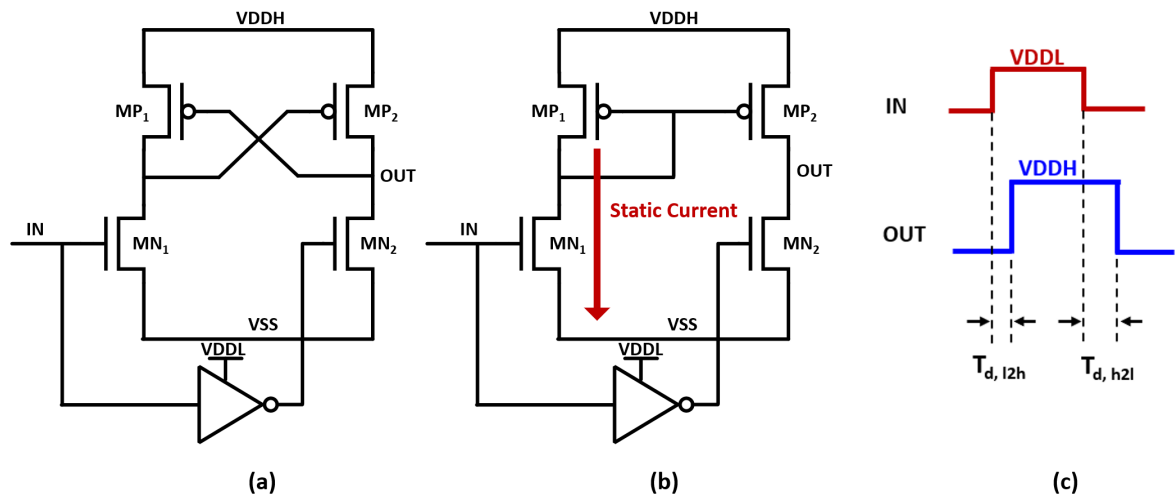 VDDH
MP1
MP2
OUT
IN
MN1
MN2
VSS
VDDL
(a)
VDDH
MP1
MP2
OUT
Static Current
IN
MN1
MN2
VSS
VDDL
(b)
VDDL
IN
VDDH
OUT
Td, l2h
Td, h2l
(c)